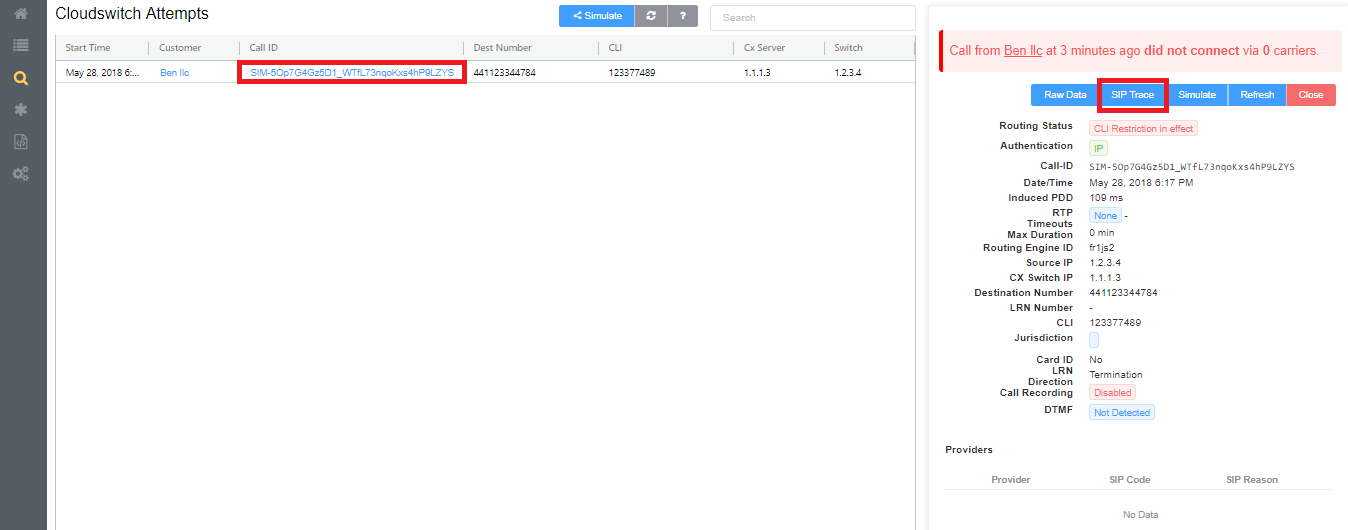 Cloudswitch Attempts
Simulate
?
Search
Start Time Customer Call ID Dest Number CLI Cx Server Switch
May 28, 2018 6:... Ben llc SIM-5Op7G4Gz5D1_WTfL73nqoKxs4hP9LZYS 441123344784 123377489 1.1.1.3 1.2.3.4
Call from Ben llc at 3 minutes ago did not connect via 0 carriers.
Raw Data SIP Trace Simulate Refresh Close
Routing Status CLI Restriction in effect
Authentication IP
Call-ID SIM-5Op7G4Gz5D1_WTfL73nqoKxs4hP9LZYS
Date/Time May 28, 2018 6:17 PM
Induced PDD 109 ms
RTP Timeouts None -
Max Duration 0 min
Routing Engine ID fr1js2
Source IP 1.2.3.4
CX Switch IP 1.1.1.3
Destination Number 441123344784
LRN Number -
CLI 123377489
Jurisdiction
Card ID No
LRN
Direction Termination
Call Recording Disabled
DTMF Not Detected
Providers
Provider SIP Code SIP Reason
No Data